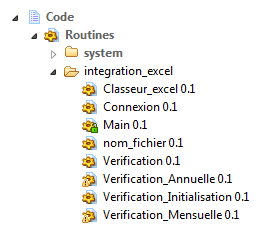 Code
Routines
system
integration_excel
Classeur_excel 0.1
Connexion 0.1
Main 0.1
nom_fichier 0.1
Verification 0.1
Verification_Annuelle 0.1
Verification_Initialisation 0.1
Verification_Mensuelle 0.1